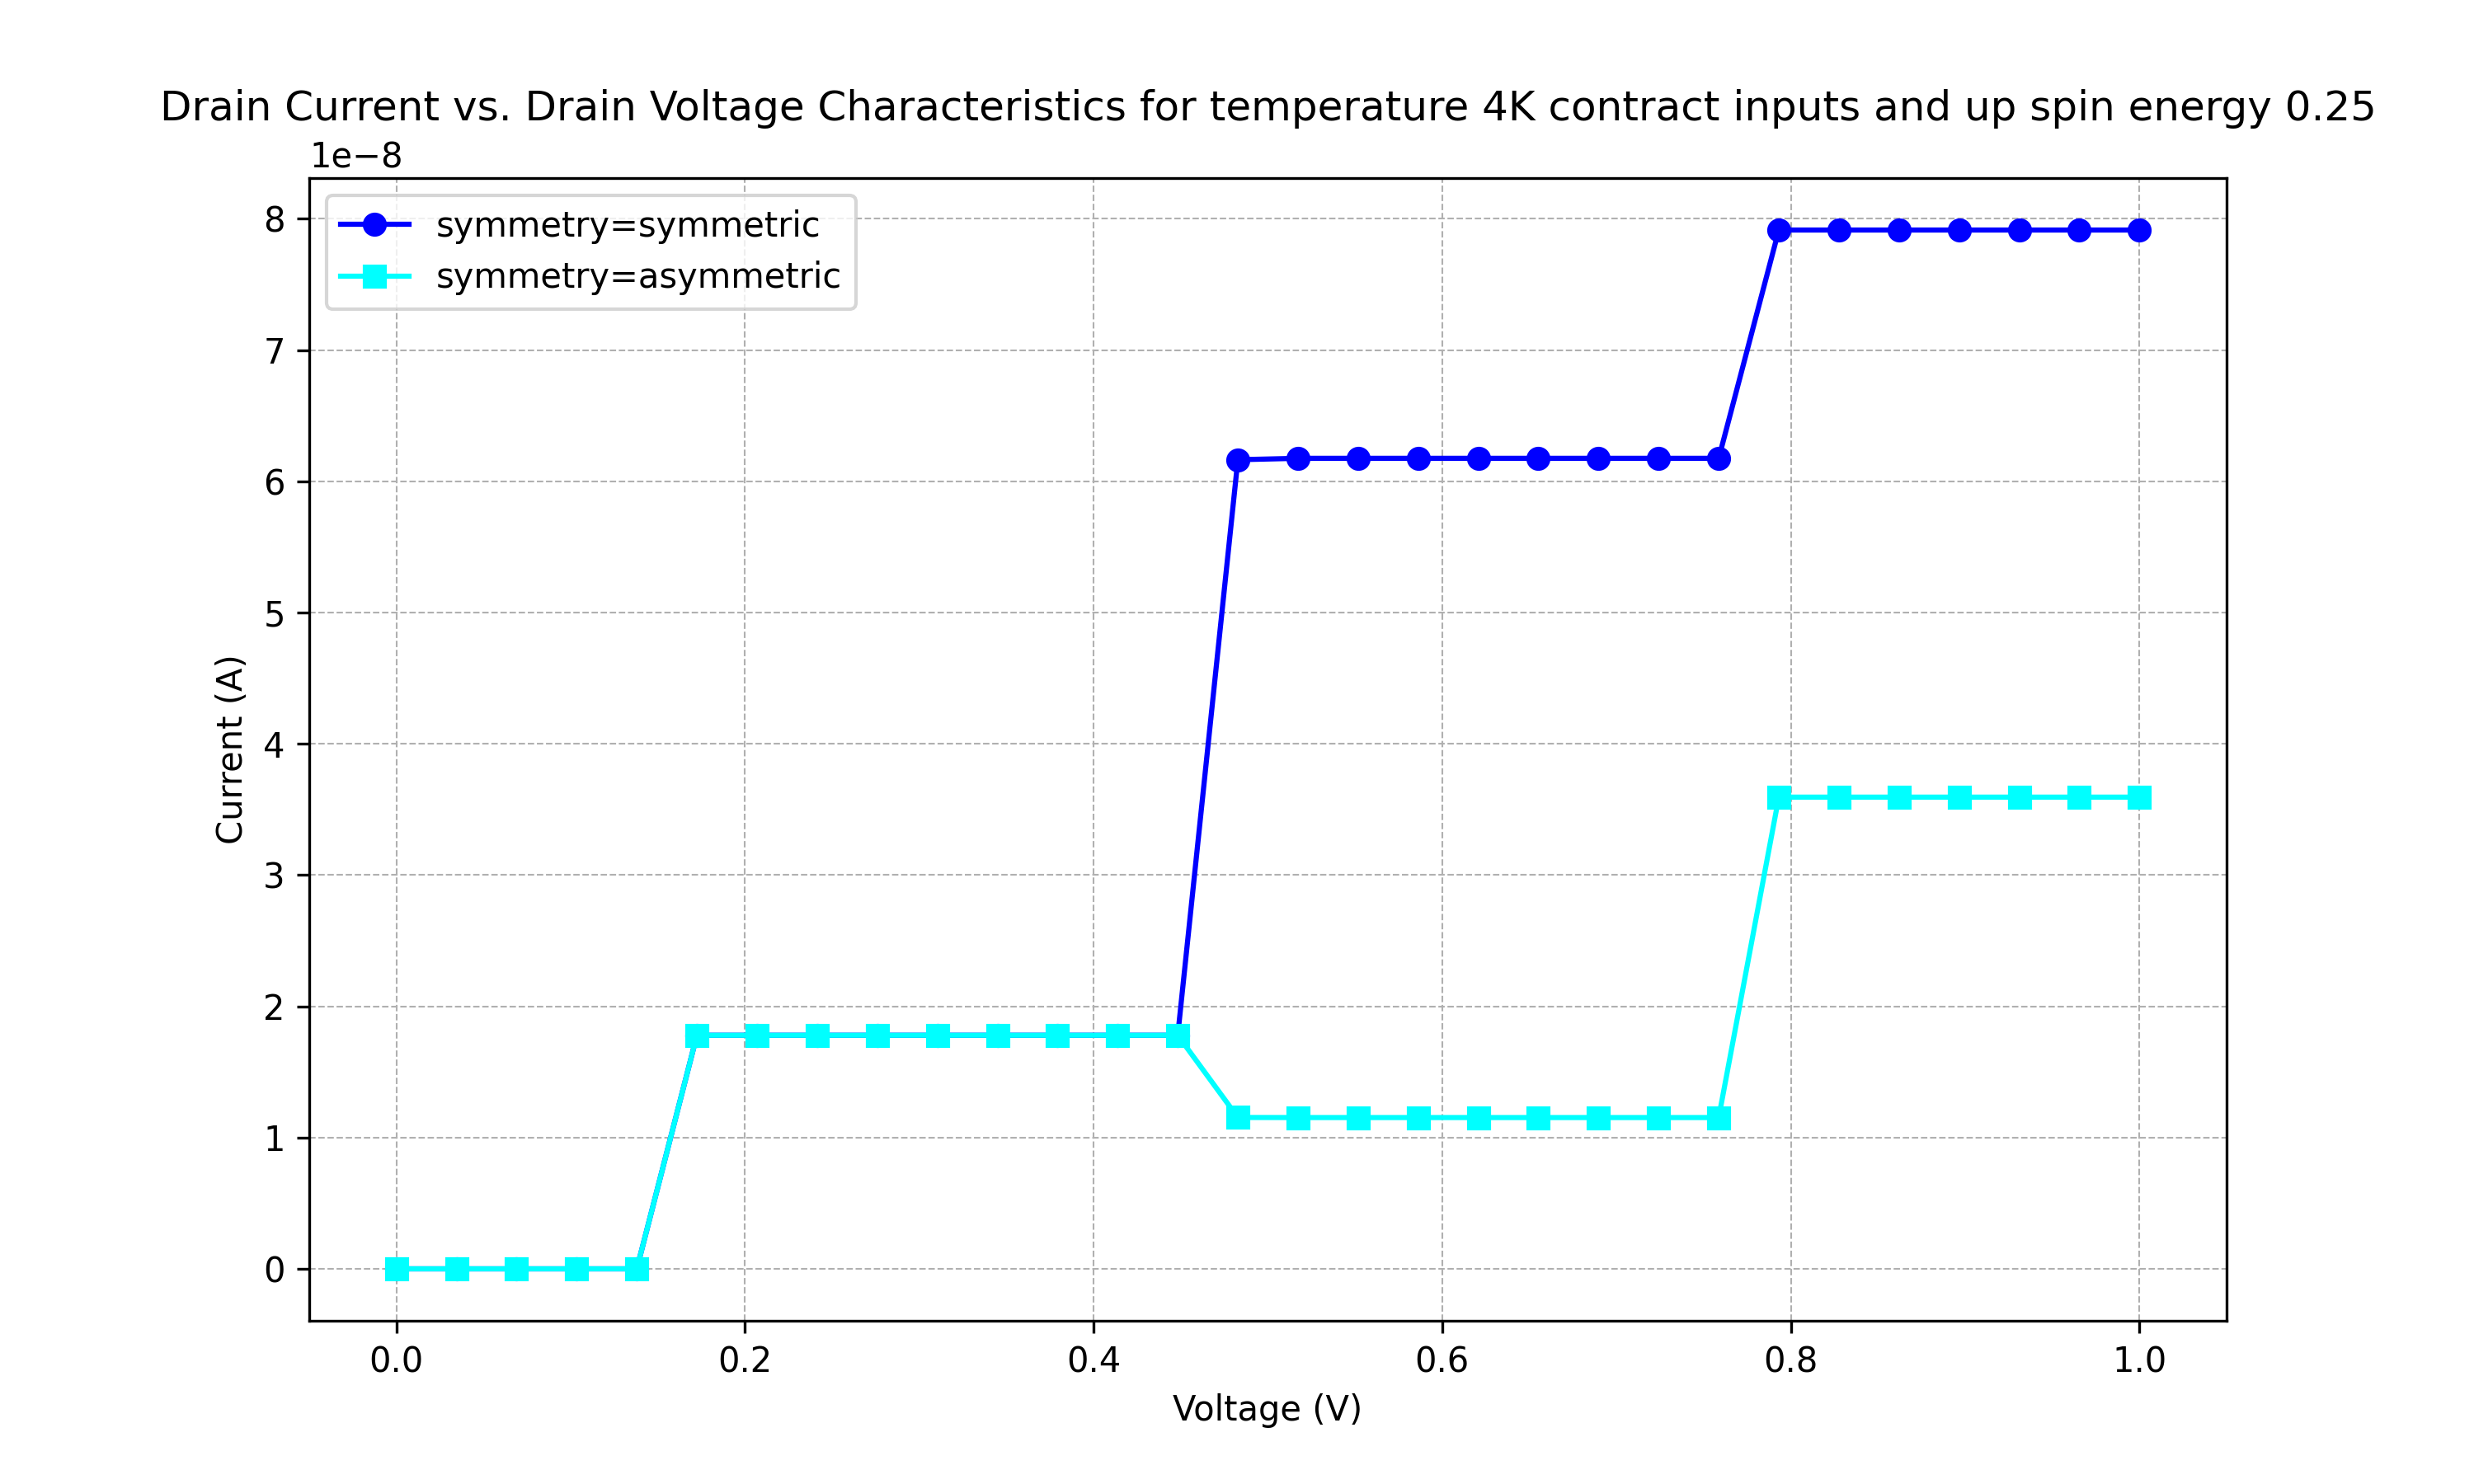 Drain Current vs. Drain Voltage Characteristics for temperature 4K contract inputs and up spin energy 0.25
1e−8
symmetry=symmetric
symmetry=asymmetric
8
7
6
5
4
3
2
1
0
Current (A)
0.0 0.2 0.4 0.6 0.8 1.0
Voltage (V)